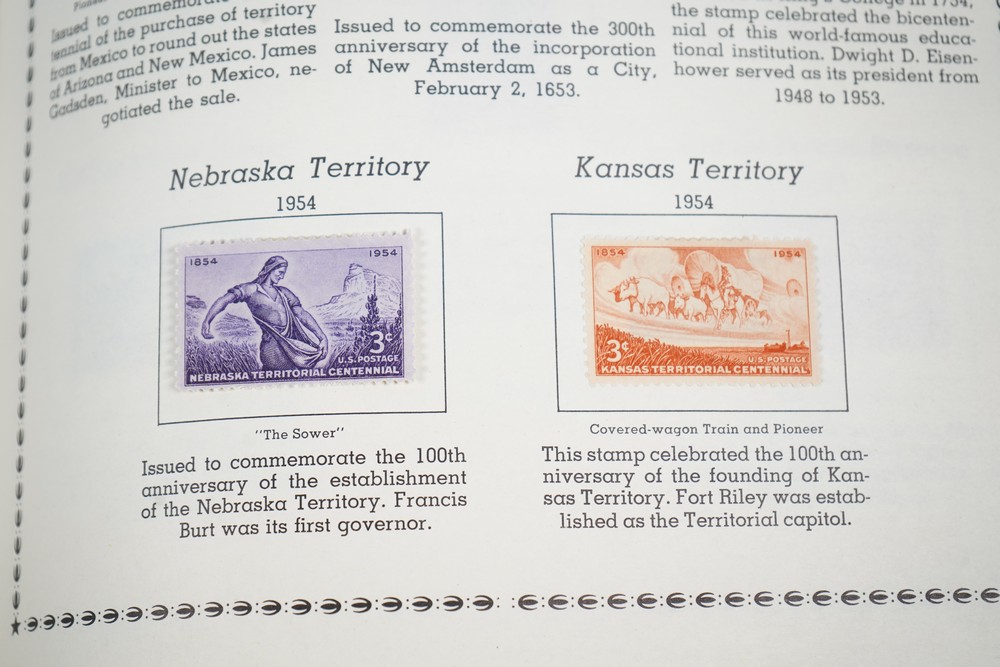 Issued to commemorate
tennial of the purchase of territory
from Mexico to round out the states
of Arizona and New Mexico. James
Gadsden, Minister to Mexico, ne-
gotiated the sale.
Issued to commemorate the 300th
anniversary of the incorporation
of New Amsterdam as a City,
February 2, 1653.
College in 1754,
the stamp celebrated the bicenten-
nial of this world-famous educa-
tional institution. Dwight D. Eisen-
hower served as its president from
1948 to 1953.
Nebraska Territory
1954
1854 1954
3¢
U.S. POSTAGE
NEBRASKA TERRITORIAL CENTENNIAL
"The Sower"
Issued to commemorate the 100th
anniversary of the establishment
of the Nebraska Territory. Francis
Burt was its first governor.
Kansas Territory
1954
1854 1954
3¢
U.S. POSTAGE
KANSAS TERRITORIAL CENTENNIAL
Covered-wagon Train and Pioneer
This stamp celebrated the 100th an-
niversary of the founding of Kan-
sas Territory. Fort Riley was estab-
lished as the Territorial capitol.